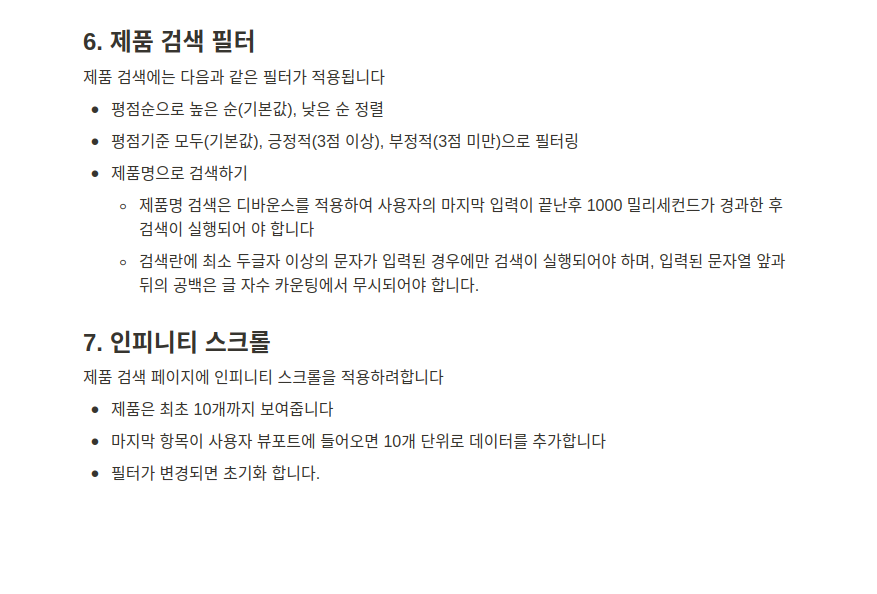 6. 제품 검색 필터
제품 검색에는 다음과 같은 필터가 적용됩니다
• 평점순으로 높은 순(기본값), 낮은 순 정렬
• 평점기준 모두(기본값), 긍정적(3점 이상), 부정적(3점 미만)으로 필터링
• 제품명으로 검색하기
◦ 제품명 검색은 디바운스를 적용하여 사용자의 마지막 입력이 끝난후 1000 밀리세컨드가 경과한 후
검색이 실행되어 야 합니다
◦ 검색란에 최소 두글자 이상의 문자가 입력된 경우에만 검색이 실행되어야 하며, 입력된 문자열 앞과
뒤의 공백은 글 자수 카운팅에서 무시되어야 합니다.
7. 인피니티 스크롤
제품 검색 페이지에 인피니티 스크롤을 적용하려합니다
• 제품은 최초 10개까지 보여줍니다
• 마지막 항목이 사용자 뷰포트에 들어오면 10개 단위로 데이터를 추가합니다
• 필터가 변경되면 초기화 합니다.